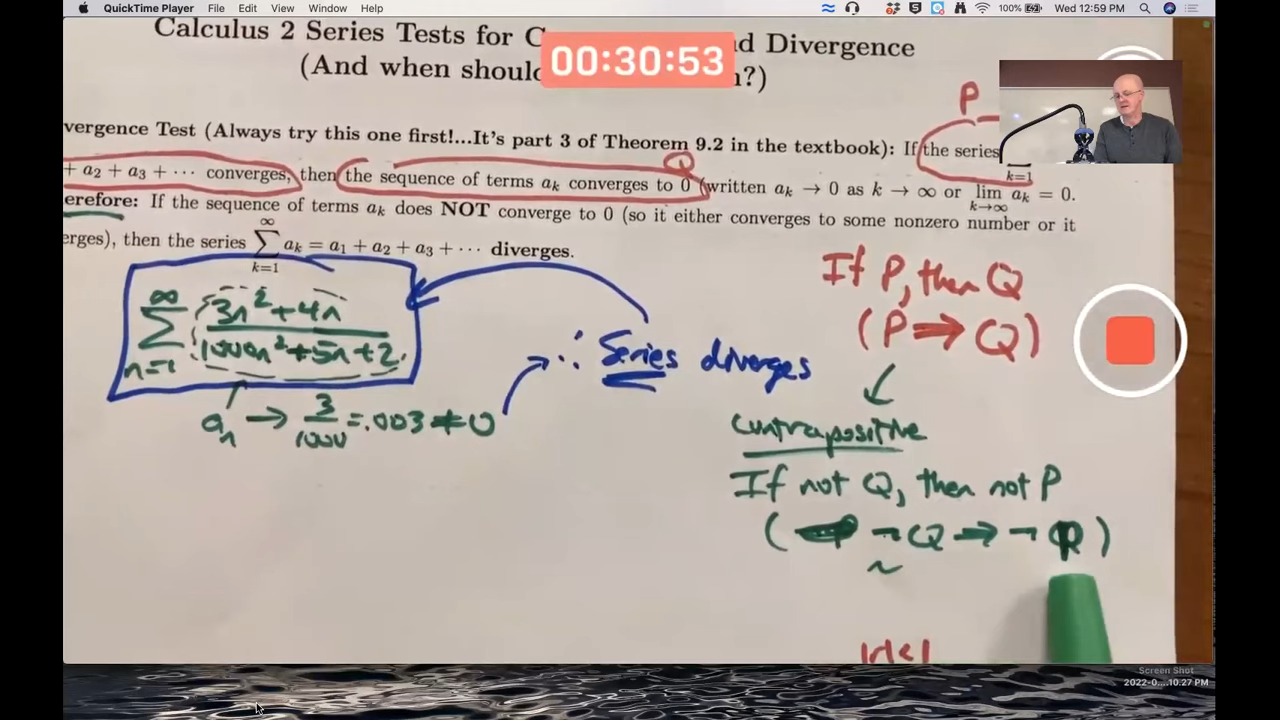 QuickTime Player File Edit View Window Help 100% Wed 12:59 PM
Calculus 2 Series Tests for C d Divergence
00:30:53
(And when shoul n?)
P
vergence Test (Always try this one first!...It's part 3 of Theorem 9.2 in the textbook): If the series
k=1
Q
+ a₂ + a₃ + ⋯ converges, then the sequence of terms aₖ converges to 0 (written aₖ → 0 as k → ∞ or lim aₖ = 0.
k→∞
erefore: If the sequence of terms aₖ does NOT converge to 0 (so it either converges to some nonzero number or it
erges), then the series ∞∑k=1 aₖ = a₁ + a₂ + a₃ + ⋯ diverges.
If P, then Q
(P ⟹ Q)
∞∑n=1 (3n²+4n)/(1000n²+5n+2)
∴ Series diverges
aₙ → 3/1000 = .003 ≠ 0
contrapositive
If not Q, then not P
( ¬Q ⟹ ¬P )
~
Screen Shot
2022-0....10.27 PM